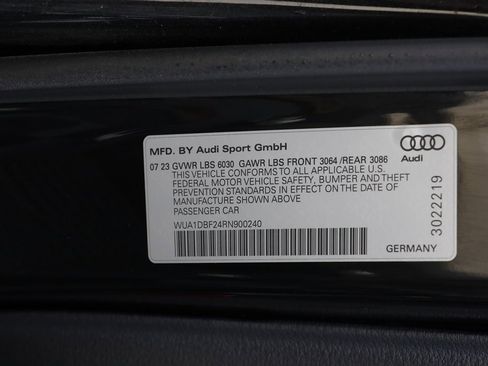 MFD. BY Audi Sport GmbH
Audi
07 23 GVWR LBS 6030 GAWR LBS FRONT 3064 /REAR 3086
THIS VEHICLE CONFORMS TO ALL APPLICABLE U.S.
FEDERAL MOTOR VEHICLE SAFETY, BUMPER AND THEFT
PREVENTION STANDARDS IN EFFECT ON THE DATE OF
MANUFACTURE SHOWN ABOVE
PASSENGER CAR
WUA1DBF24RN900240
3022219
GERMANY